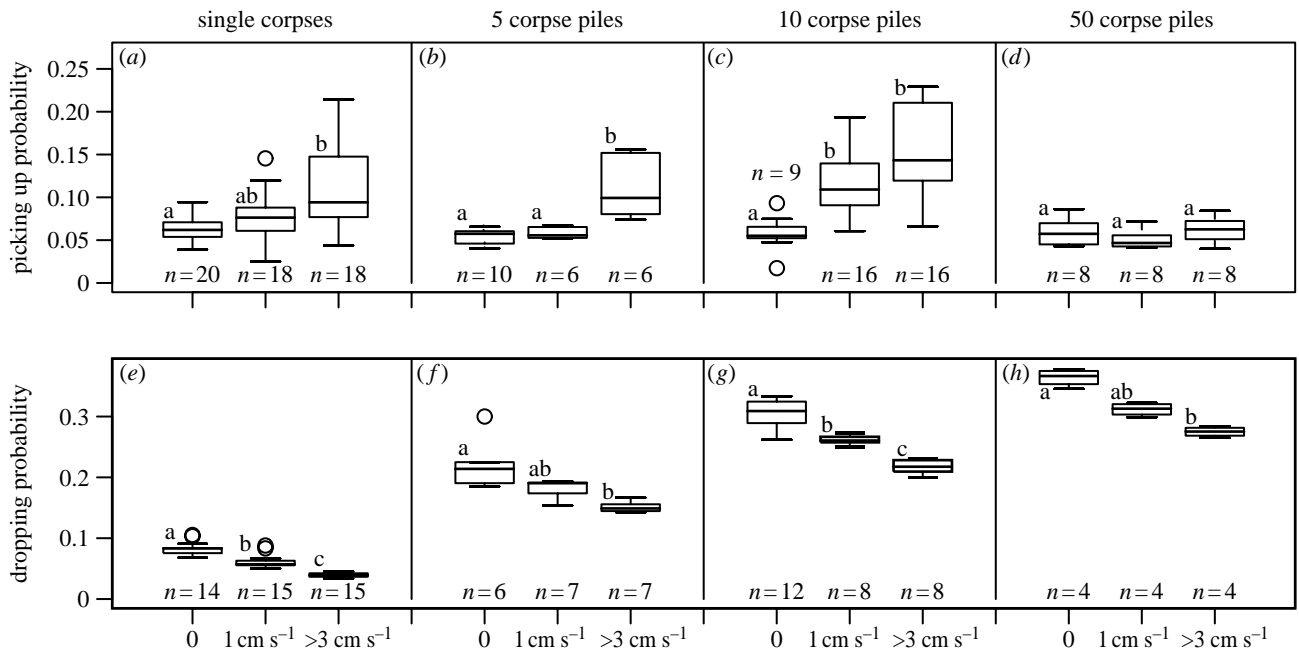 single corpses 5 corpse piles 10 corpse piles 50 corpse piles
picking up probability
0.25
0.20
0.15
0.10
0.05
0
(a)
a
ab
b
n=20 n=18 n=18
(b)
a
a
b
n=10 n=6 n=6
(c)
n = 9
a
b
b
n=16 n=16
(d)
a
a
a
n=8 n=8 n=8
dropping probability
0.3
0.2
0.1
0
(e)
a
b
c
n=14 n=15 n=15
(f)
a
ab
b
n=6 n=7 n=7
(g)
a
b
c
n=12 n=8 n=8
(h)
a
ab
b
n=4 n=4 n=4
0 1 cm s⁻¹ >3 cm s⁻¹ 0 1 cm s⁻¹ >3 cm s⁻¹ 0 1 cm s⁻¹ >3 cm s⁻¹ 0 1 cm s⁻¹ >3 cm s⁻¹